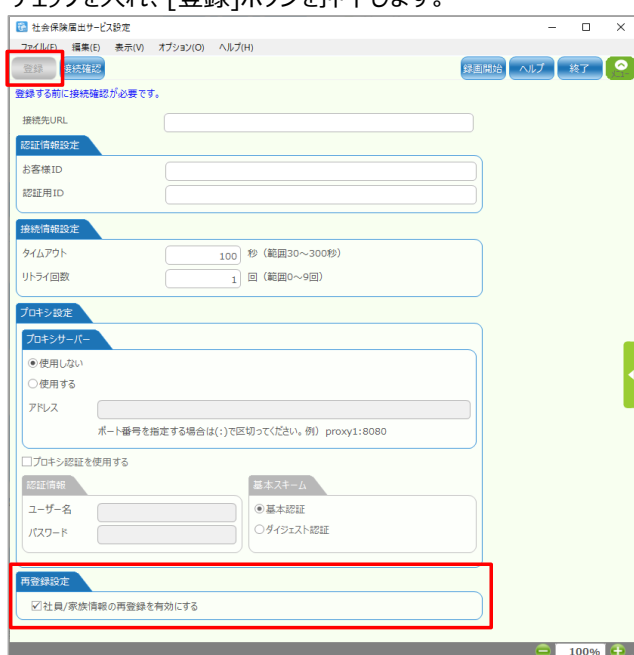 チェックを入れ、[登録]ボタンを押下します。
社会保険届出サービス設定
ファイル(F) 編集(E) 表示(V) オプション(O) ヘルプ(H)
登録 接続確認 録画開始 ヘルプ 終了
登録する前に接続確認が必要です。
接続先URL
認証情報設定
お客様ID
認証用ID
接続情報設定
タイムアウト 100 秒（範囲30～300秒）
リトライ回数 1 回（範囲0～9回）
プロキシ設定
プロキシサーバー
使用しない
使用する
アドレス
ポート番号を指定する場合は(:)で区切ってください。例）proxy1:8080
プロキシ認証を使用する
認証情報 基本スキーム
ユーザー名 基本認証
パスワード ダイジェスト認証
再登録設定
社員/家族情報の再登録を有効にする
100%